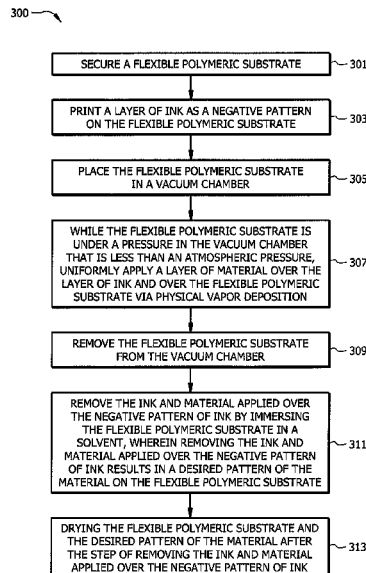 300
SECURE A FLEXIBLE POLYMERIC SUBSTRATE
301
PRINT A LAYER OF INK AS A NEGATIVE PATTERN
ON THE FLEXIBLE POLYMERIC SUBSTRATE
303
PLACE THE FLEXIBLE POLYMERIC SUBSTRATE
IN A VACUUM CHAMBER
305
WHILE THE FLEXIBLE POLYMERIC SUBSTRATE IS
UNDER A PRESSURE IN THE VACUUM CHAMBER
THAT IS LESS THAN AN ATMOSPHERIC PRESSURE,
UNIFORMLY APPLY A LAYER OF MATERIAL OVER THE
LAYER OF INK AND OVER THE FLEXIBLE POLYMERIC
SUBSTRATE VIA PHYSICAL VAPOR DEPOSITION
307
REMOVE THE FLEXIBLE POLYMERIC SUBSTRATE
FROM THE VACUUM CHAMBER
309
REMOVE THE INK AND MATERIAL APPLIED OVER
THE NEGATIVE PATTERN OF INK BY IMMERSING
THE FLEXIBLE POLYMERIC SUBSTRATE IN A
SOLVENT, WHEREIN REMOVING THE INK AND
MATERIAL APPLIED OVER THE NEGATIVE PATTERN
OF INK RESULTS IN A DESIRED PATTERN OF THE
MATERIAL ON THE FLEXIBLE POLYMERIC SUBSTRATE
311
DRYING THE FLEXIBLE POLYMERIC SUBSTRATE AND
THE DESIRED PATTERN OF THE MATERIAL AFTER
THE STEP OF REMOVING THE INK AND MATERIAL
APPLIED OVER THE NEGATIVE PATTERN OF INK
313